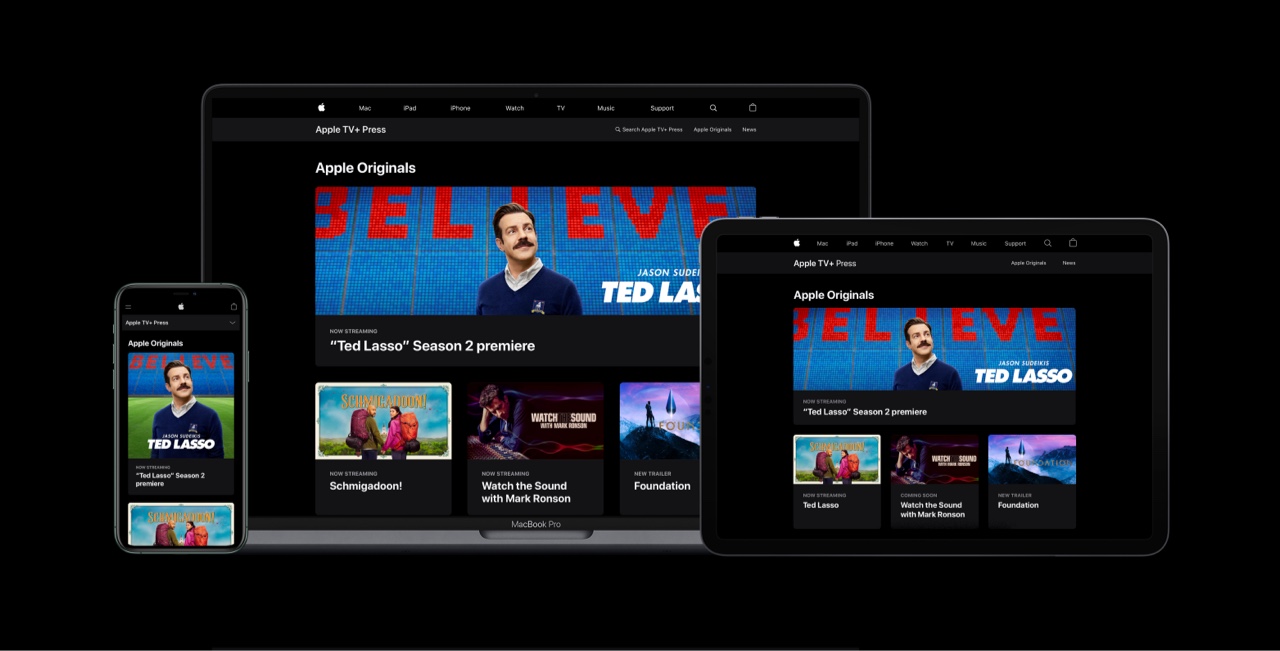 Mac iPad iPhone Watch TV Music Support
Apple TV+ Press
Search Apple TV+ Press Apple Originals News
Apple Originals
BELIEVE
JASON SUDEI
TED LAS
NOW STREAMING
“Ted Lasso” Season 2 premiere
SCHMIGADOON!
NOW STREAMING
Schmigadoon!
WATCH THE SOUND
WITH MARK RONSON
NOW STREAMING
Watch the Sound
with Mark Ronson
FOUN
NEW TRAILER
Foundation
MacBook Pro
Apple TV+ Press
Apple Originals
BELIEVE
JASON SUDEIKIS
TED LASSO
NOW STREAMING
“Ted Lasso” Season 2
premiere
SCHMIGADOON!
Mac iPad iPhone Watch TV Music Support
Apple TV+ Press
Apple Originals News
Apple Originals
BELIEVE
JASON SUDEIKIS
TED LASSO
NOW STREAMING
“Ted Lasso” Season 2 premiere
SCHMIGADOON!
NOW STREAMING
Ted Lasso
WATCH THE SOUND
WITH MARK RONSON
COMING SOON
Watch the Sound
with Mark Ronson
FOUNDATION
NEW TRAILER
Foundation